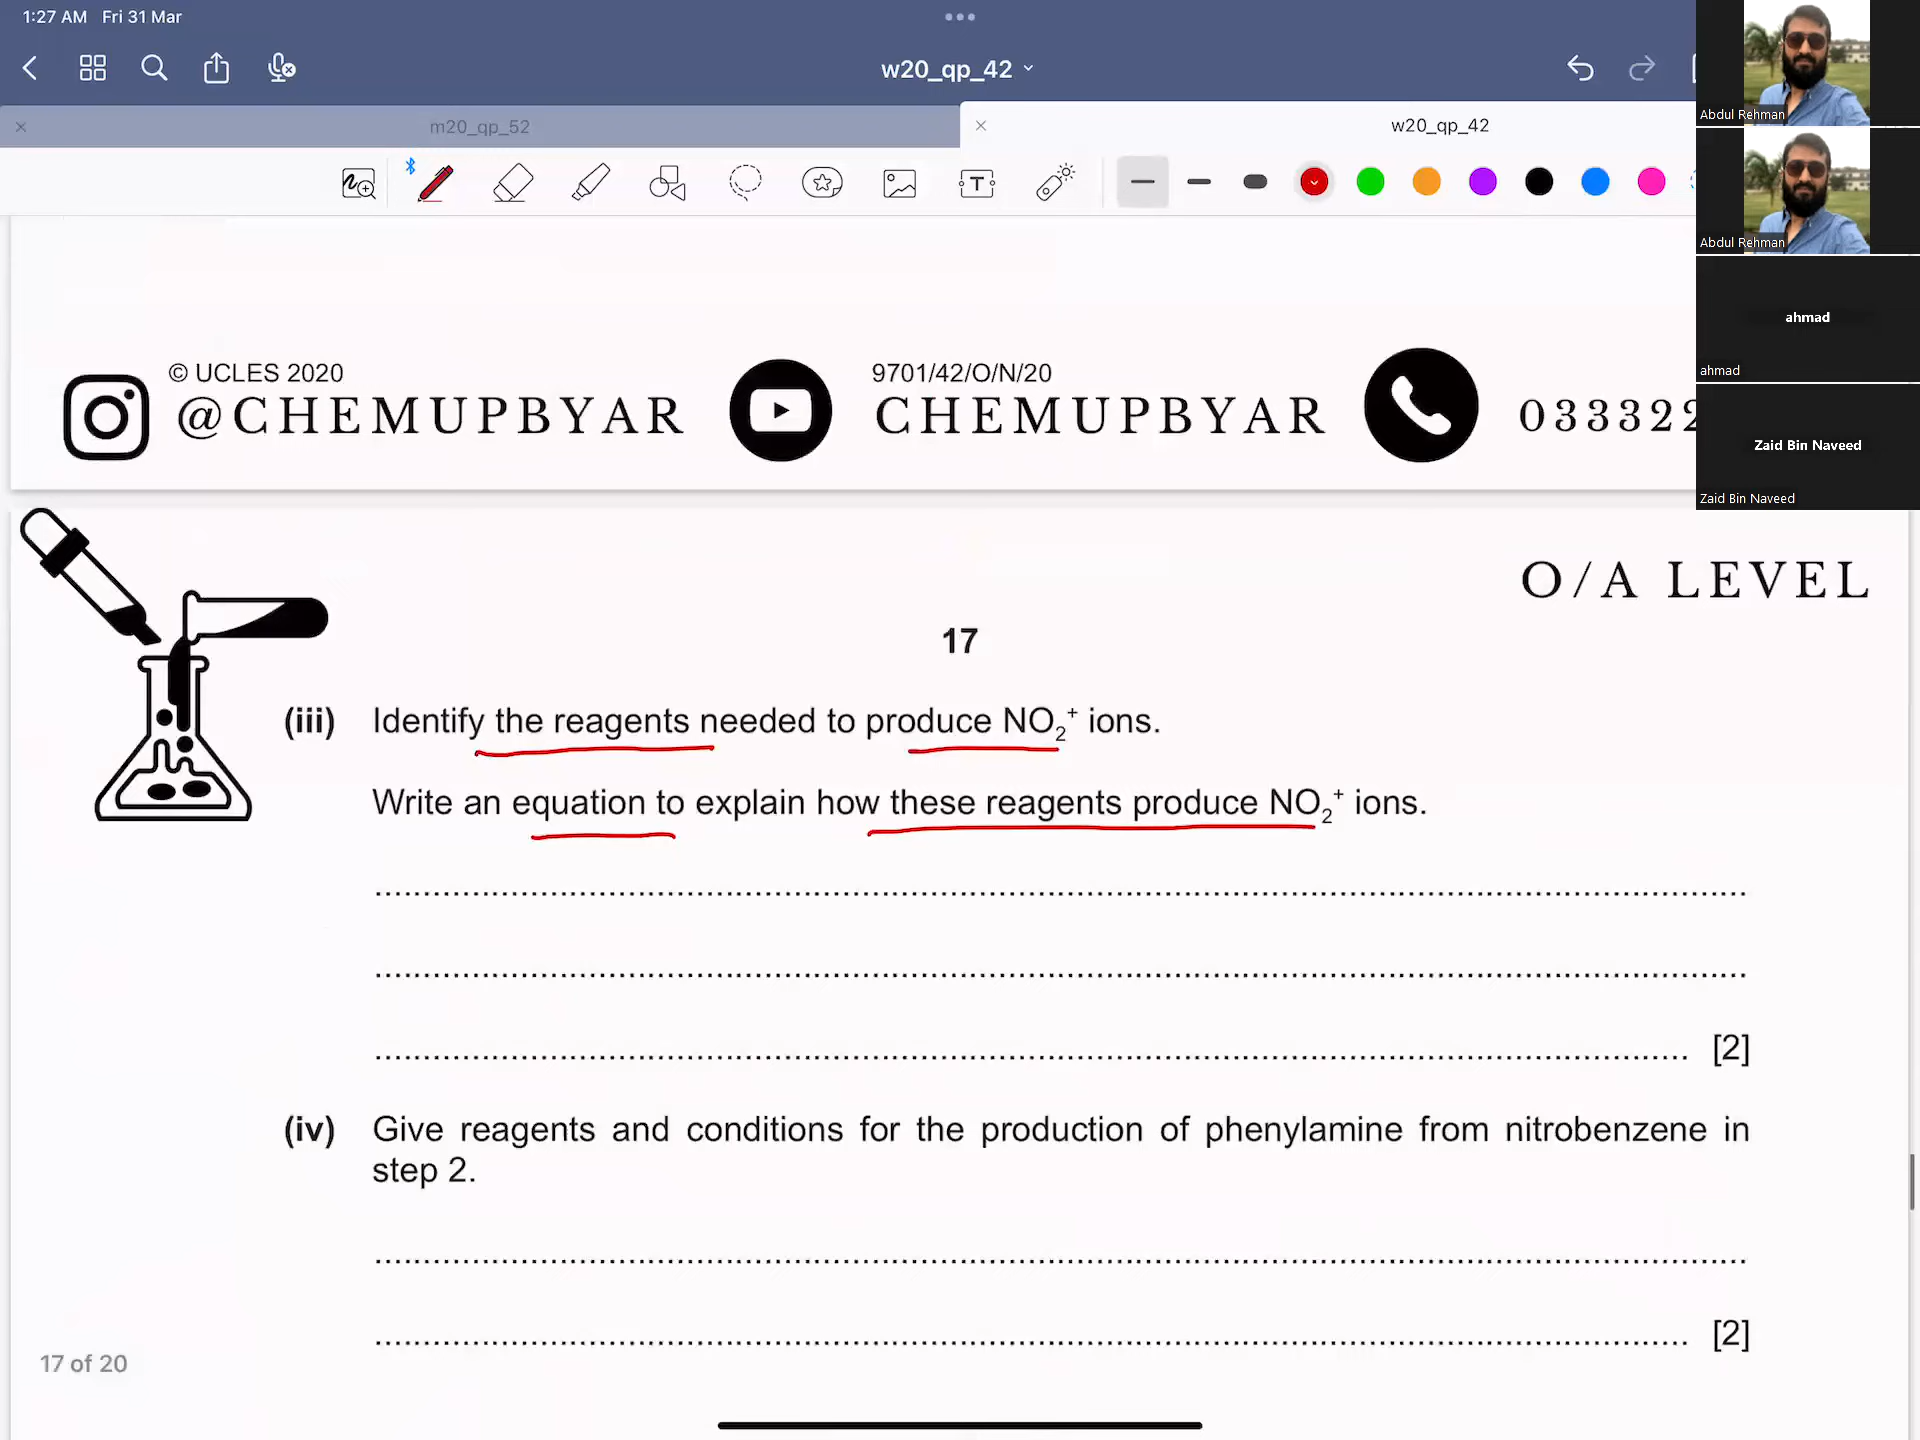 1:27 AM Fri 31 Mar
w20_qp_42
m20_qp_52
w20_qp_42
T
Abdul Rehman
Abdul Rehman
ahmad
ahmad
Zaid Bin Naveed
Zaid Bin Naveed
© UCLES 2020
9701/42/O/N/20
@CHEMUPBYAR
CHEMUPBYAR
033322
O/A LEVEL
17
(iii) Identify the reagents needed to produce NO₂⁺ ions.
Write an equation to explain how these reagents produce NO₂⁺ ions.
[2]
(iv) Give reagents and conditions for the production of phenylamine from nitrobenzene in
step 2.
[2]
17 of 20